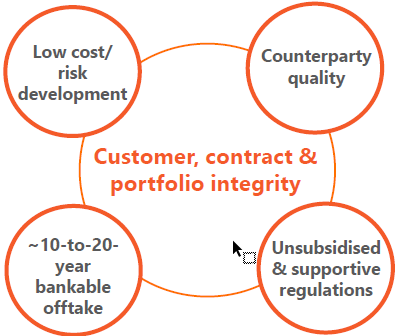 Low cost/
risk
development
Counterparty
quality
Customer, contract &
portfolio integrity
~10-to-20-
year
bankable
offtake
Unsubsidised
& supportive
regulations